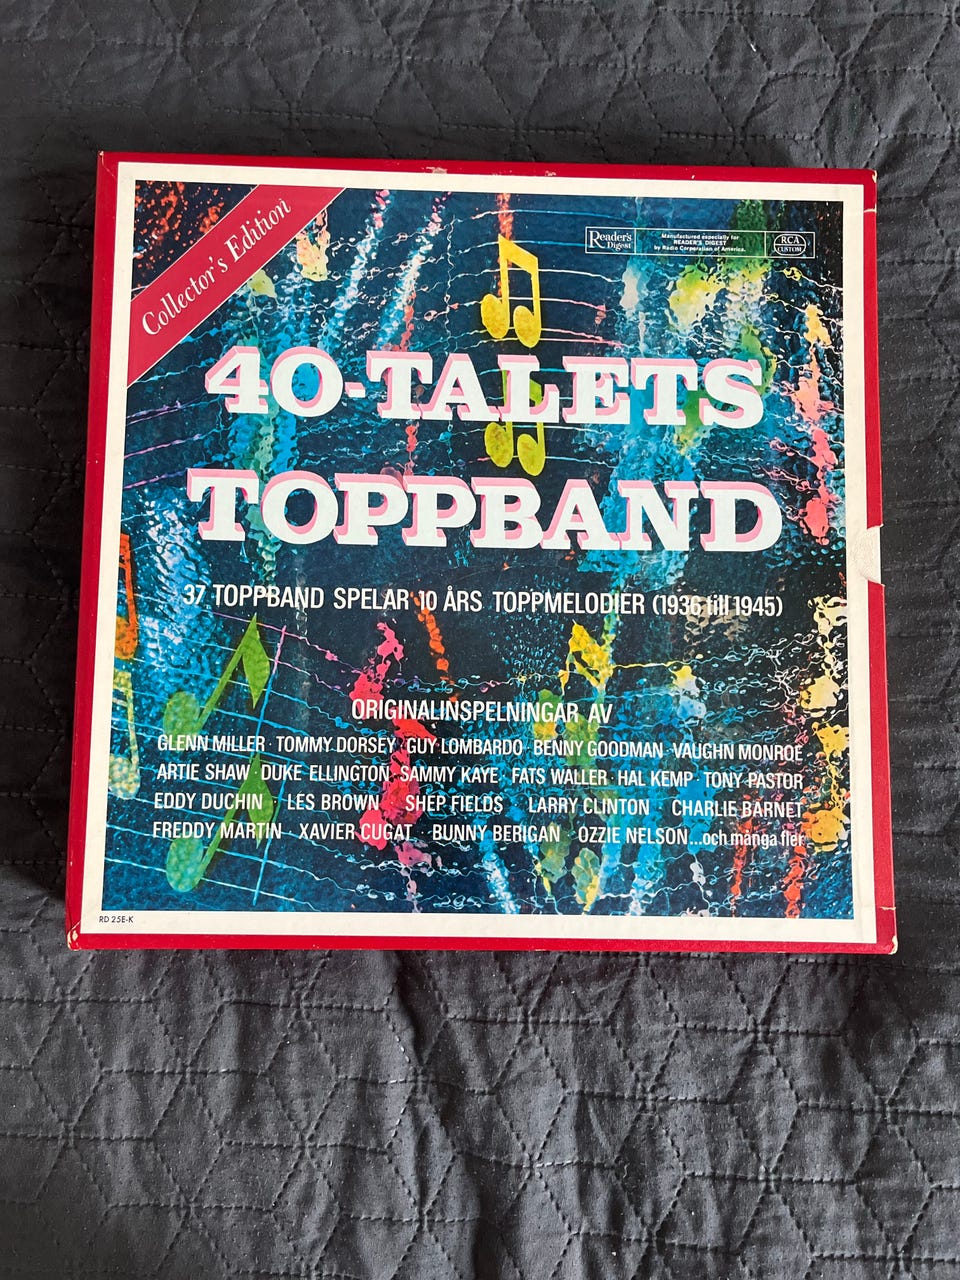 Collector's Edition
Reader's
Digest
Manufactured especially for
READER'S DIGEST
by Radio Corporation of America.
RCA
CUSTOM
40-TALETS
TOPPBAND
37 TOPPBAND SPELAR 10 ÅRS TOPPMELODIER (1936 till 1945)
ORIGINALINSPELNINGAR AV
GLENN MILLER · TOMMY DORSEY · GUY LOMBARDO · BENNY GOODMAN · VAUGHN MONROE
ARTIE SHAW · DUKE ELLINGTON · SAMMY KAYE · FATS WALLER · HAL KEMP · TONY PASTOR
EDDY DUCHIN · LES BROWN · SHEP FIELDS · LARRY CLINTON · CHARLIE BARNET
FREDDY MARTIN · XAVIER CUGAT · BUNNY BERIGAN · OZZIE NELSON...och många fler
RD 25E-K